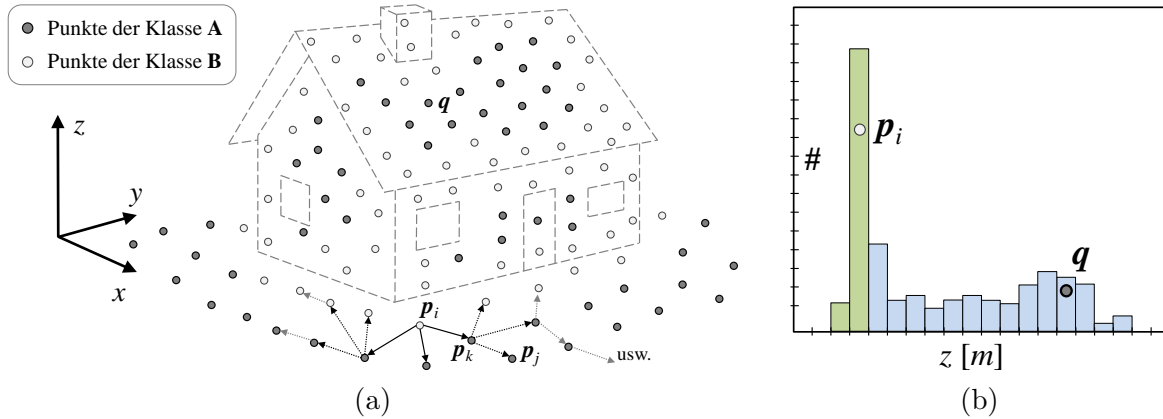 Punkte der Klasse A
Punkte der Klasse B
z
y
x
q
p_i
p_k
p_j
usw.
(a)
#
p_i
q
z [m]
(b)